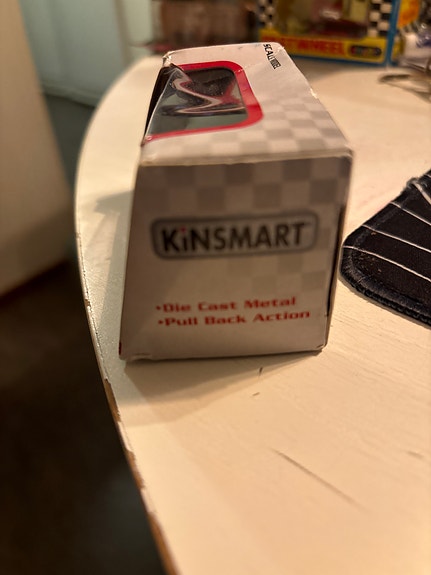 KiNSMART
•Die Cast Metal
•Pull Back Action